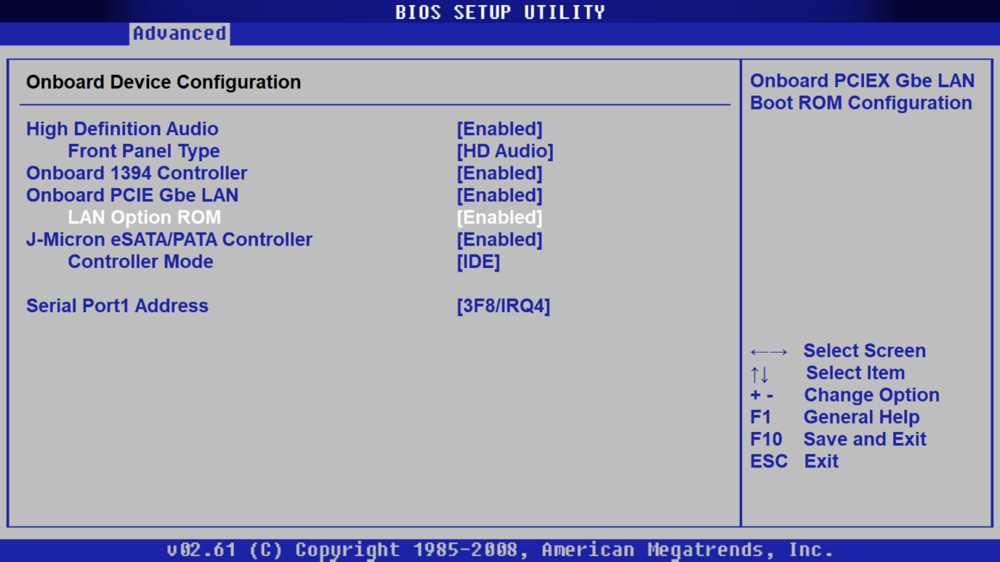 BIOS SETUP UTILITY
Advanced
Onboard Device Configuration
High Definition Audio [Enabled]
Front Panel Type [HD Audio]
Onboard 1394 Controller [Enabled]
Onboard PCIE Gbe LAN [Enabled]
LAN Option ROM [Enabled]
J-Micron eSATA/PATA Controller [Enabled]
Controller Mode [IDE]
Serial Port1 Address [3F8/IRQ4]
Onboard PCIEX Gbe LAN
Boot ROM Configuration
←→ Select Screen
↑↓ Select Item
+ - Change Option
F1 General Help
F10 Save and Exit
ESC Exit
v02.61 (C) Copyright 1985-2008, American Megatrends, Inc.